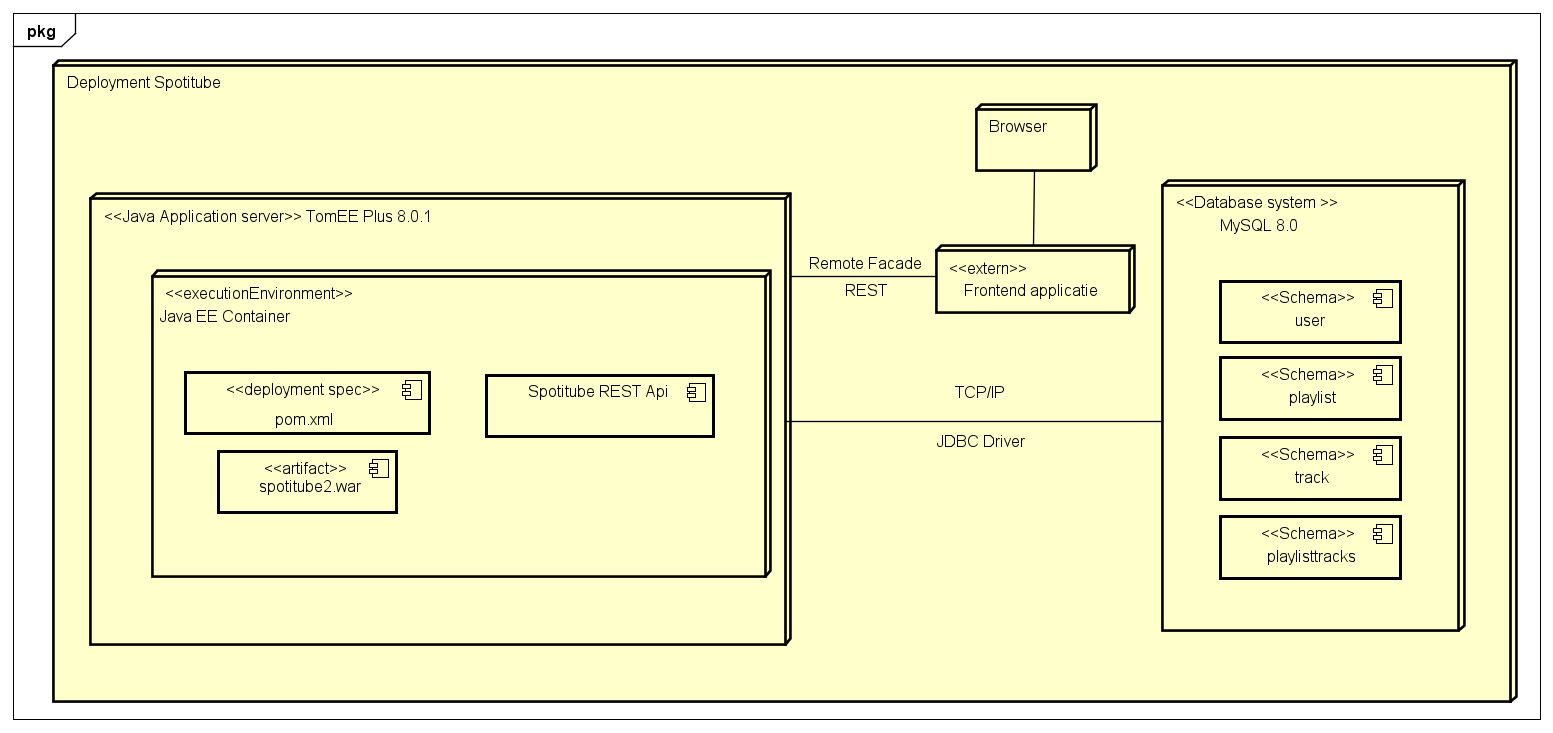 pkg
Deployment Spotitube
Browser
<<Java Application server>> TomEE Plus 8.0.1
<<executionEnvironment>>
Java EE Container
<<deployment spec>>
pom.xml
Spotitube REST Api
<<artifact>>
spotitube2.war
Remote Facade
REST
<<extern>>
Frontend applicatie
TCP/IP
JDBC Driver
<<Database system >>
MySQL 8.0
<<Schema>>
user
<<Schema>>
playlist
<<Schema>>
track
<<Schema>>
playlisttracks